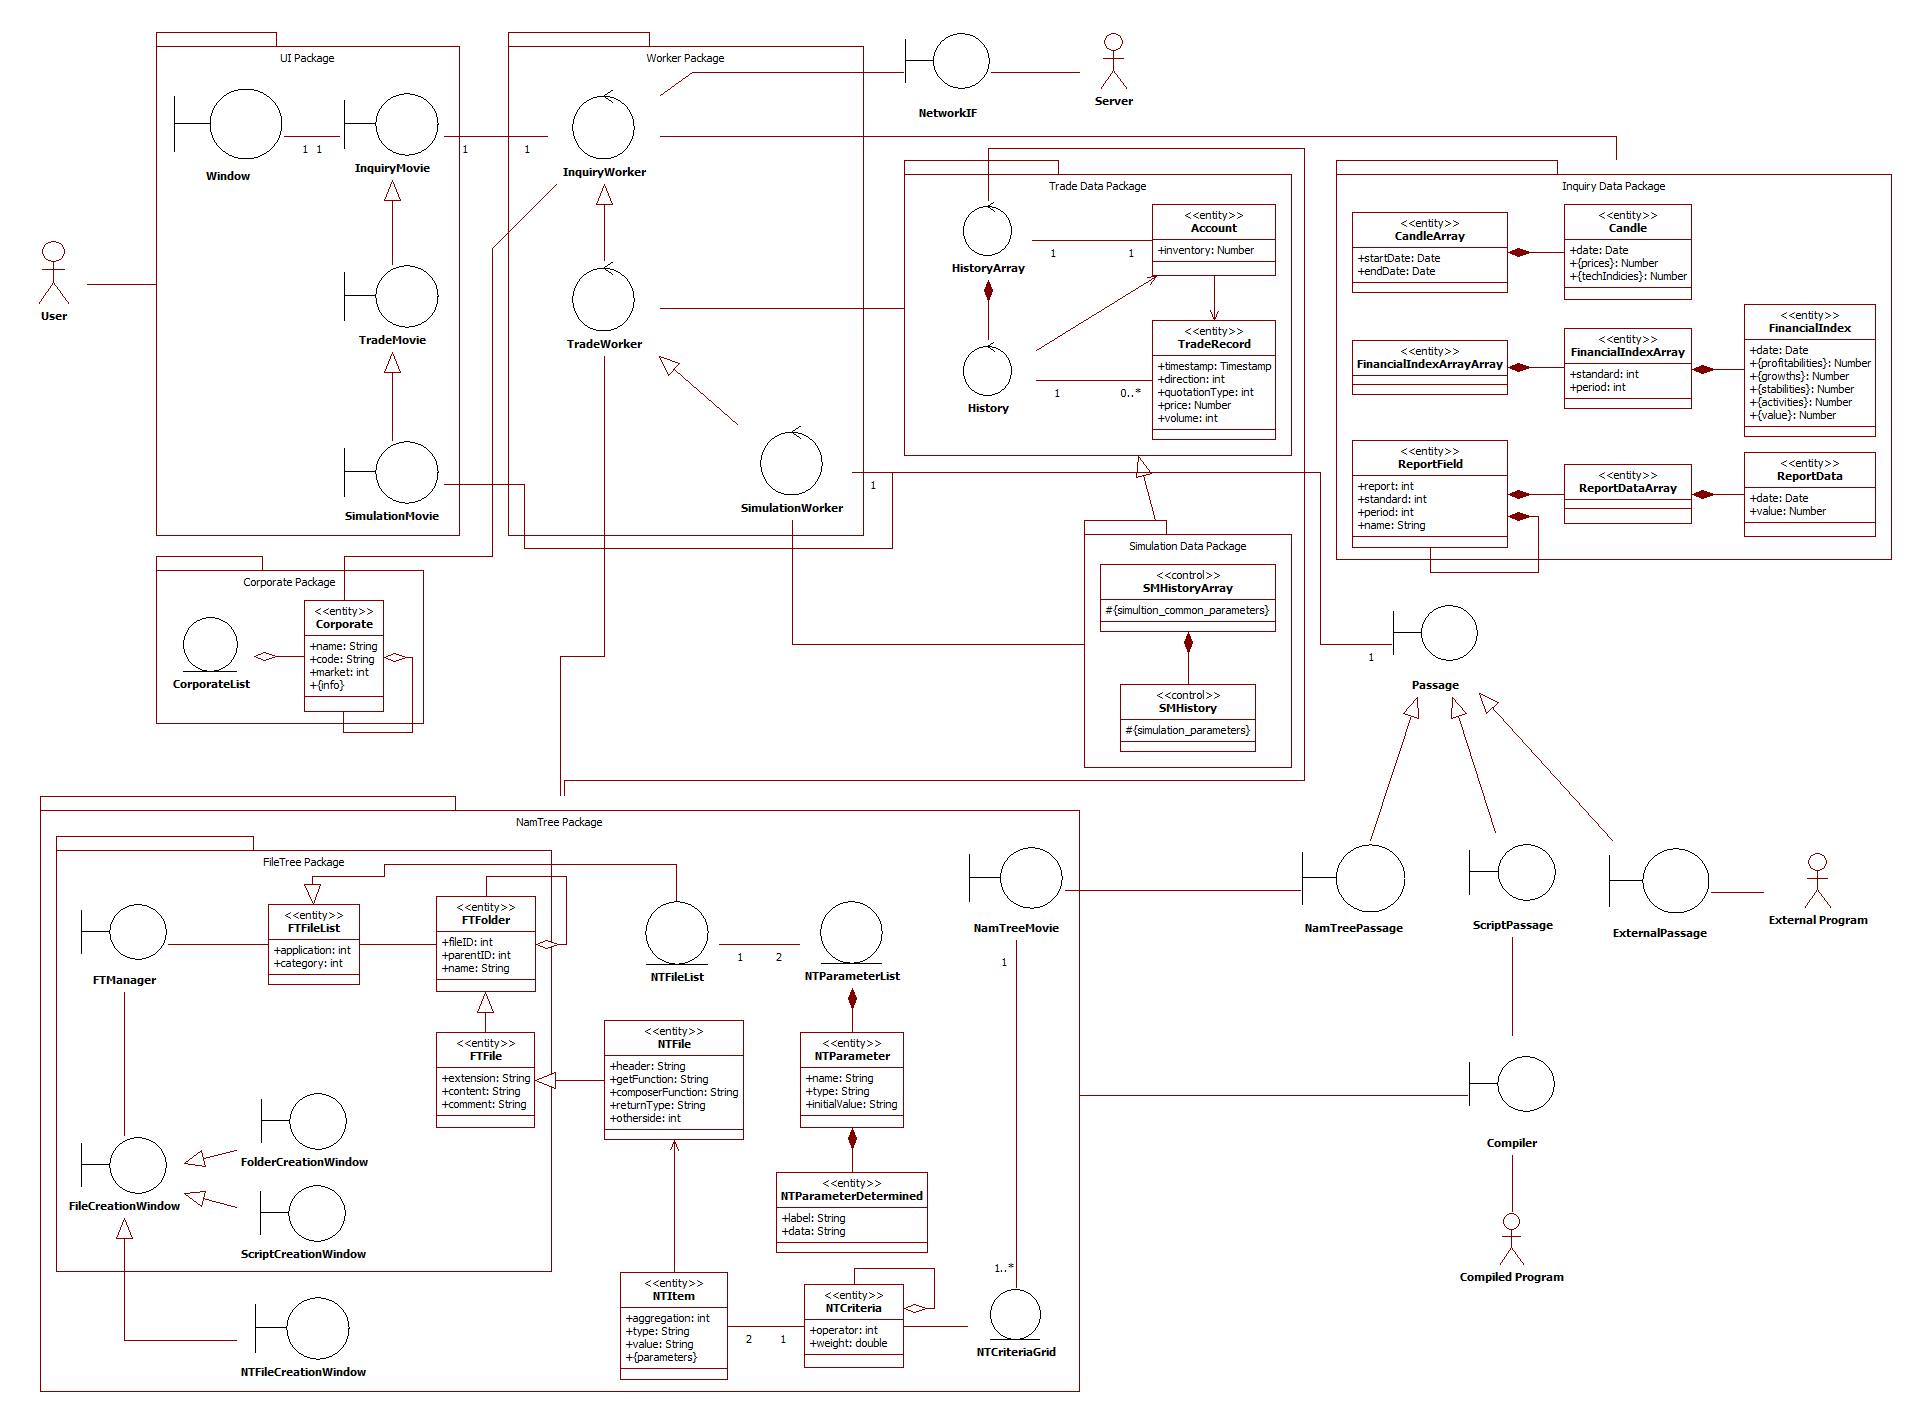 UI Package
Window
1 1
InquiryMovie
1
TradeMovie
SimulationMovie
User
Worker Package
1
InquiryWorker
TradeWorker
SimulationWorker
1
NetworkIF
Server
Trade Data Package
HistoryArray
1 1
<<entity>>
Account
+inventory: Number
History
1 0..*
<<entity>>
TradeRecord
+timestamp: Timestamp
+direction: int
+quotationType: int
+price: Number
+volume: int
Inquiry Data Package
<<entity>>
CandleArray
+startDate: Date
+endDate: Date
<<entity>>
Candle
+date: Date
+{prices}: Number
+{techIndicies}: Number
<<entity>>
FinancialIndexArrayArray
<<entity>>
FinancialIndexArray
+standard: int
+period: int
<<entity>>
FinancialIndex
+date: Date
+{profitabilities}: Number
+{growths}: Number
+{stabilities}: Number
+{activities}: Number
+{value}: Number
<<entity>>
ReportField
+report: int
+standard: int
+period: int
+name: String
<<entity>>
ReportDataArray
<<entity>>
ReportData
+date: Date
+value: Number
Corporate Package
CorporateList
<<entity>>
Corporate
+name: String
+code: String
+market: int
+{info}
Simulation Data Package
<<control>>
SMHistoryArray
#{simultion_common_parameters}
<<control>>
SMHistory
#{simulation_parameters}
1
Passage
NamTreePassage
ScriptPassage
ExternalPassage
External Program
Compiler
Compiled Program
NamTree Package
FileTree Package
FTManager
<<entity>>
FTFileList
+application: int
+category: int
<<entity>>
FTFolder
+fileID: int
+parentID: int
+name: String
<<entity>>
FTFile
+extension: String
+content: String
+comment: String
FileCreationWindow
FolderCreationWindow
ScriptCreationWindow
NTFileCreationWindow
NTFileList
1 2
NTParameterList
NamTreeMovie
1
<<entity>>
NTFile
+header: String
+getFunction: String
+composerFunction: String
+returnType: String
+otherside: int
<<entity>>
NTParameter
+name: String
+type: String
+initialValue: String
<<entity>>
NTParameterDetermined
+label: String
+data: String
<<entity>>
NTItem
+aggregation: int
+type: String
+value: String
+{parameters}
2 1
<<entity>>
NTCriteria
+operator: int
+weight: double
1..*
NTCriteriaGrid